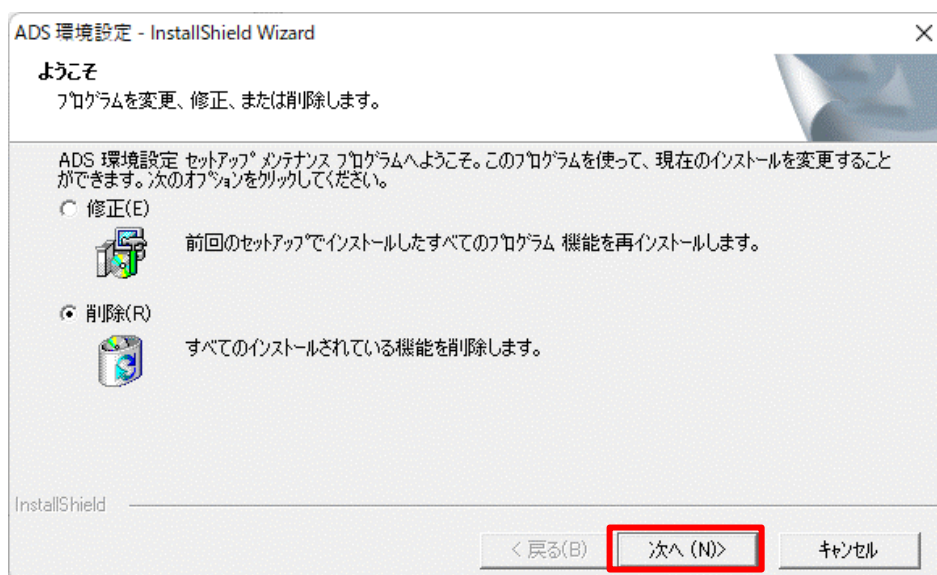 ADS 環境設定 - InstallShield Wizard
ようこそ
プログラムを変更、修正、または削除します。
ADS 環境設定 セットアップ メンテナンス プログラムへようこそ。このプログラムを使って、現在のインストールを変更すること
ができます。次のオプションをクリックしてください。
修正(E)
前回のセットアップでインストールしたすべてのプログラム 機能を再インストールします。
削除(R)
すべてのインストールされている機能を削除します。
InstallShield
< 戻る(B)
次へ (N)>
キャンセル